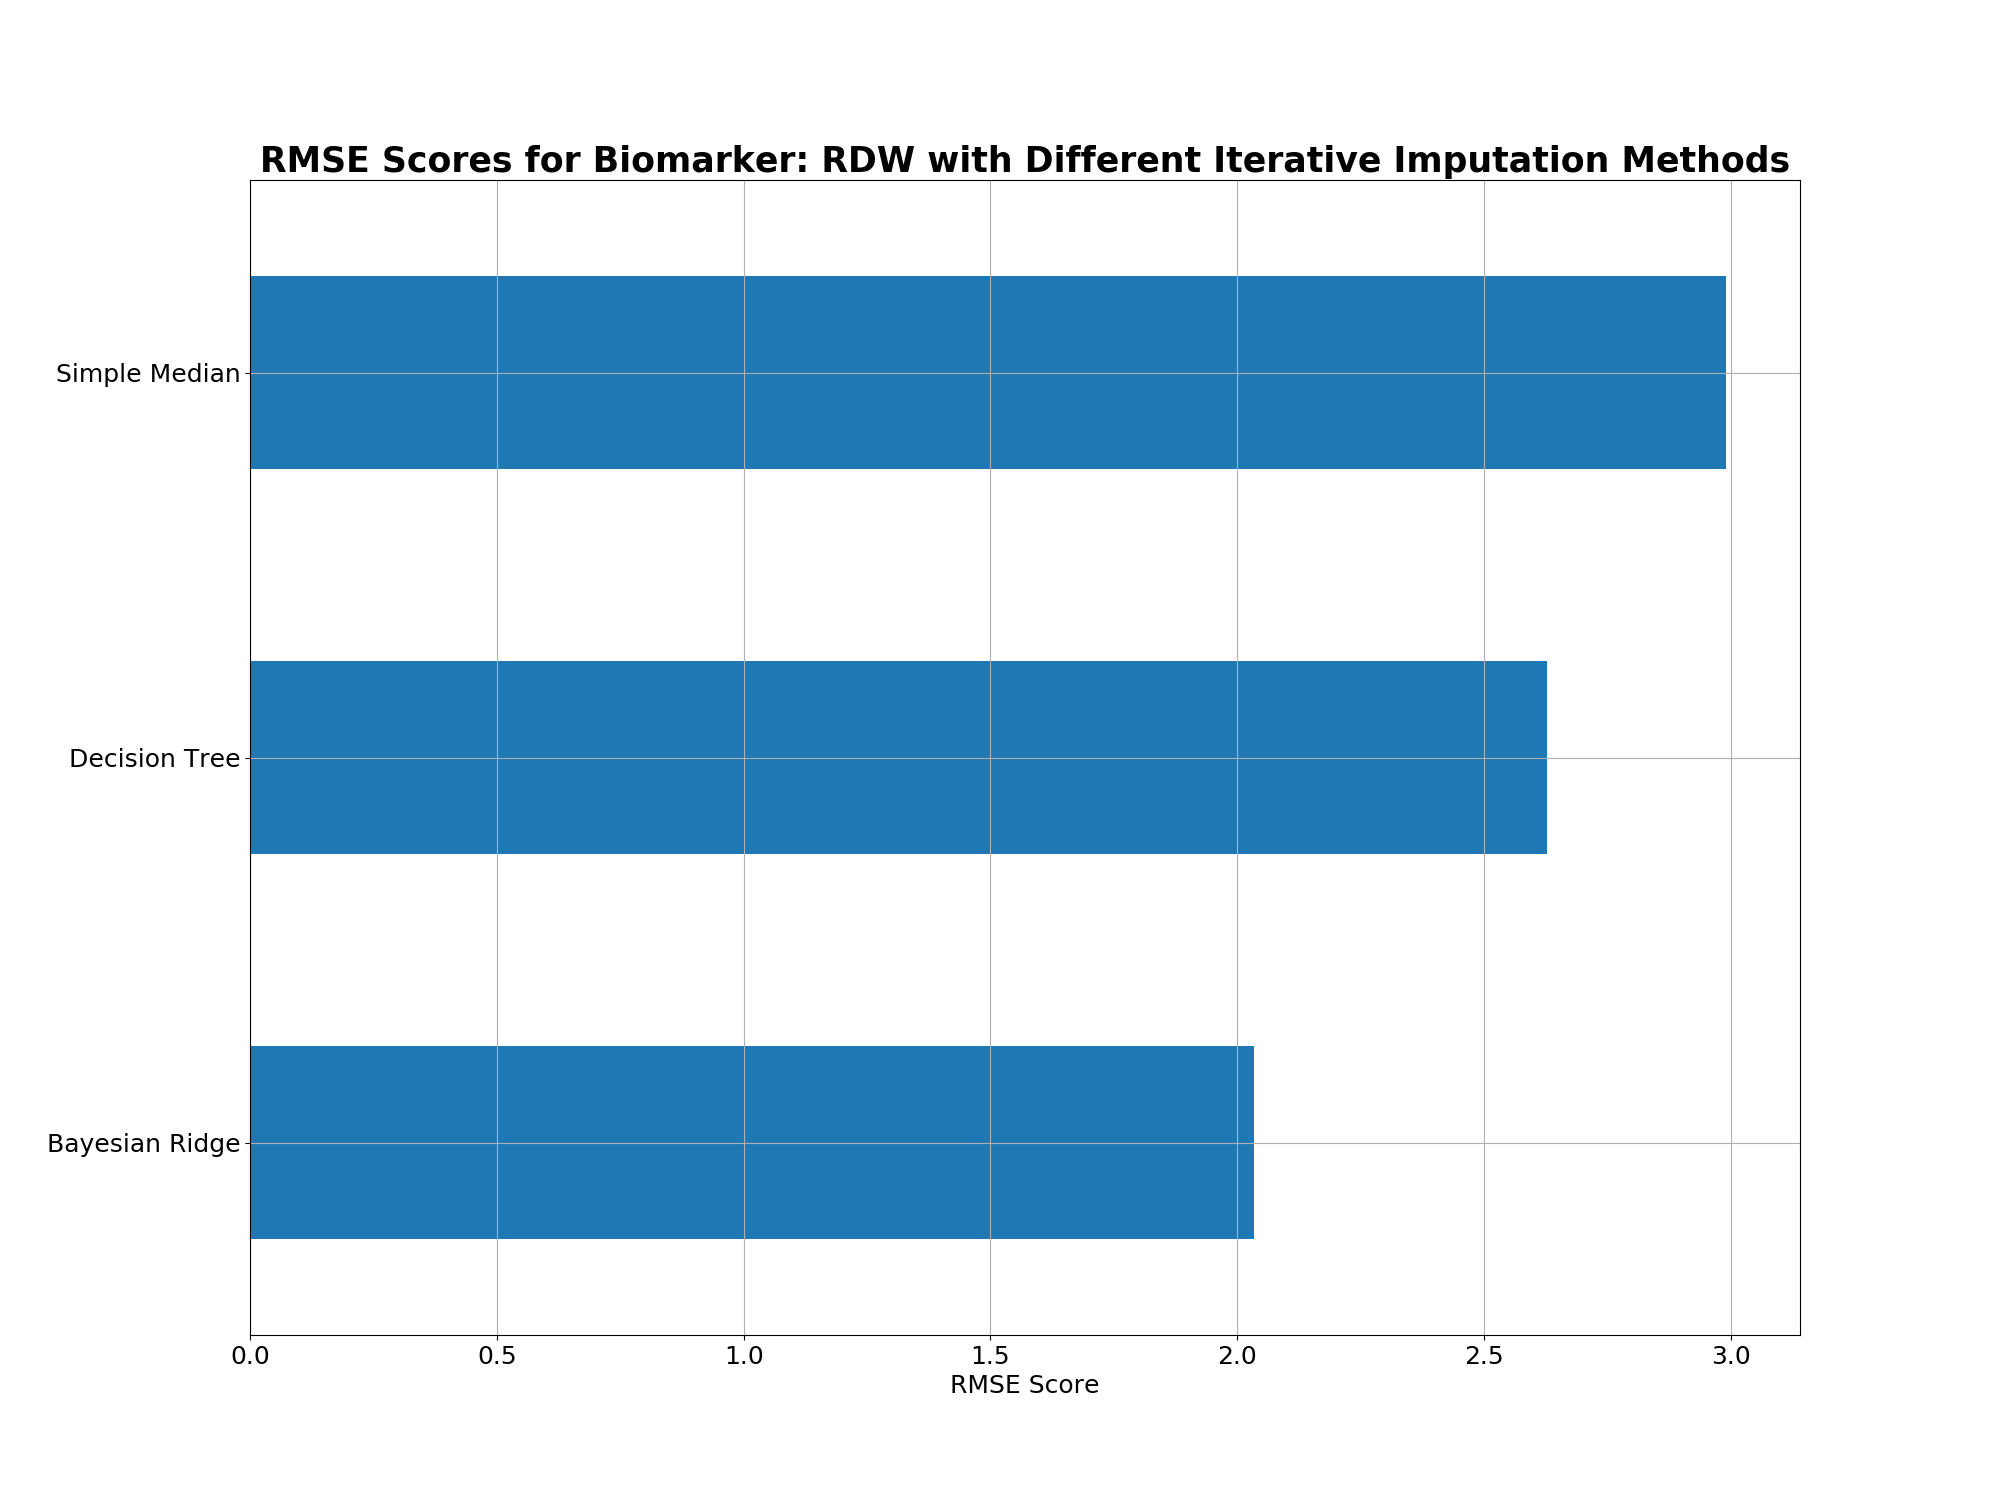 RMSE Scores for Biomarker: RDW with Different Iterative Imputation Methods
Simple Median
Decision Tree
Bayesian Ridge
0.0 0.5 1.0 1.5 2.0 2.5 3.0
RMSE Score